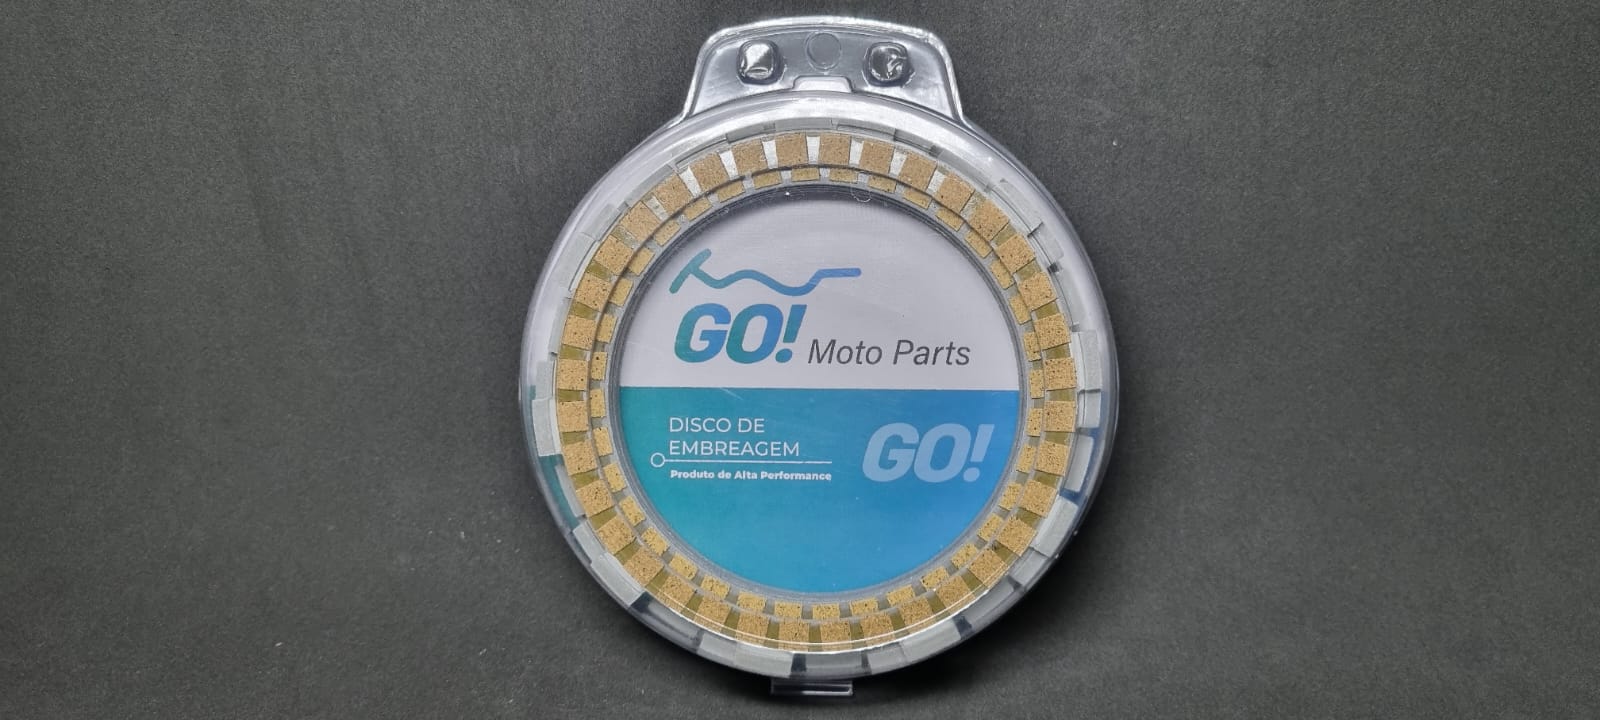 GO! Moto Parts
DISCO DE
EMBREAGEM
GO!
Produto de Alta Performance